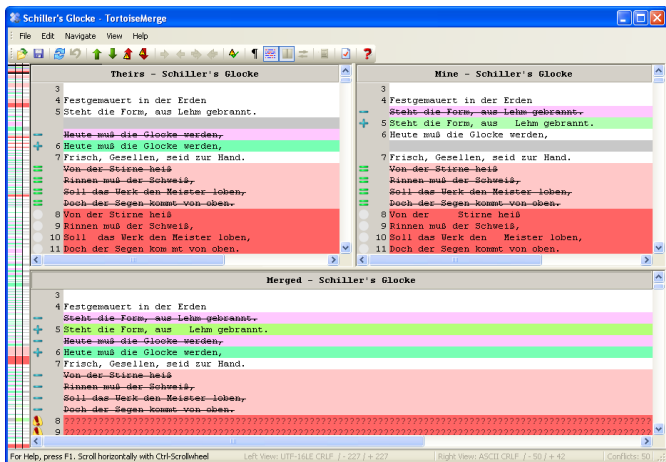 Schiller's Glocke - TortoiseMerge
File Edit Navigate View Help
Theirs - Schiller's Glocke
3
4 Festgemauert in der Erden
5 Steht die Form, aus Lehm gebrannt.
Heute muß die Glocke werden,
6 Heute muß die Glocke werden,
7 Frisch, Gesellen, seid zur Hand.
Von der Stirne heiß
Rinnen muß der Schweiß,
Soll das Werk den Meister loben,
Doch der Segen kommt von oben.
8 Von der Stirne heiß
9 Rinnen muß der Schweiß,
10 Soll  das Werk den Meister loben,
11 Doch der Segen kom mt von oben.
Mine - Schiller's Glocke
3
4 Festgemauert in der Erden
Steht die Form, aus Lehm gebrannt.
5 Steht die Form, aus   Lehm gebrannt.
6 Heute muß die Glocke werden,
7 Frisch, Gesellen, seid zur Hand.
Von der Stirne heiß
Rinnen muß der Schweiß,
Soll das Werk den Meister loben,
Doch der Segen kommt von oben.
8 Von der     Stirne heiß
9 Rinnen muß der Schweiß,
10 Soll das Werk den   Meister loben,
11 Doch der Segen kommt von oben.
Merged - Schiller's Glocke
3
4 Festgemauert in der Erden
Steht die Form, aus Lehm gebrannt.
5 Steht die Form, aus   Lehm gebrannt.
Heute muß die Glocke werden,
6 Heute muß die Glocke werden,
7 Frisch, Gesellen, seid zur Hand.
Von der Stirne heiß
Rinnen muß der Schweiß,
Soll das Werk den Meister loben,
Doch der Segen kommt von oben.
8 ????????????????????????????????????????????????????????????????????????????????????????????????
9 ????????????????????????????????????????????????????????????????????????????????????????????????
For Help, press F1. Scroll horizontally with Ctrl-Scrollwheel Left View: UTF-16LE CRLF / - 227 / + 227 Right View: ASCII CRLF / - 50 / + 42 Conflicts: 50